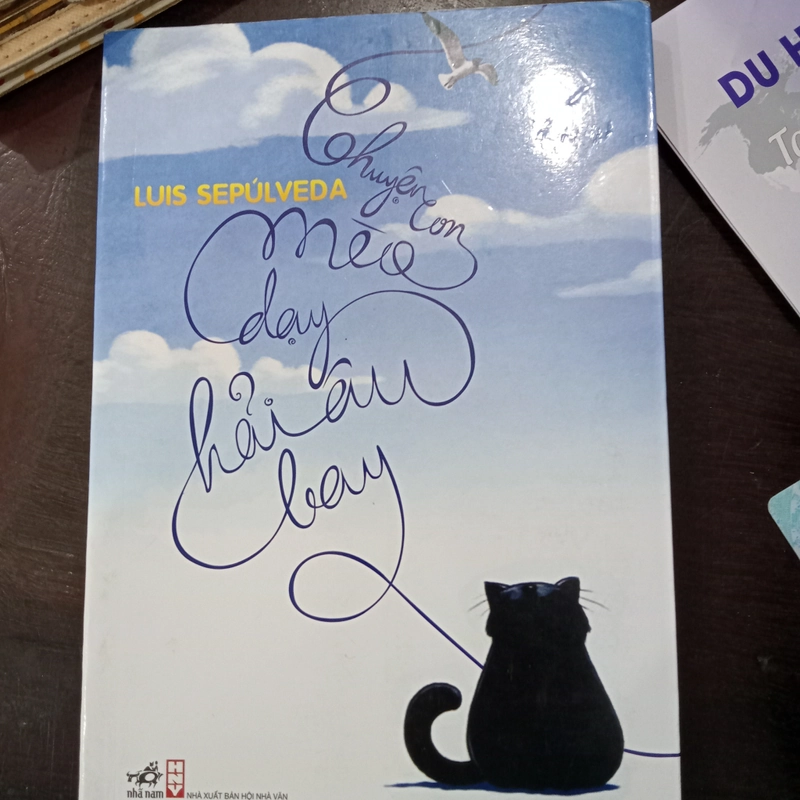 Chuyện con
LUIS SEPÚLVEDA
mèo
dạy
hải âu
bay
nhã nam
HNV
NHÀ XUẤT BẢN HỘI NHÀ VĂN
DU H
To